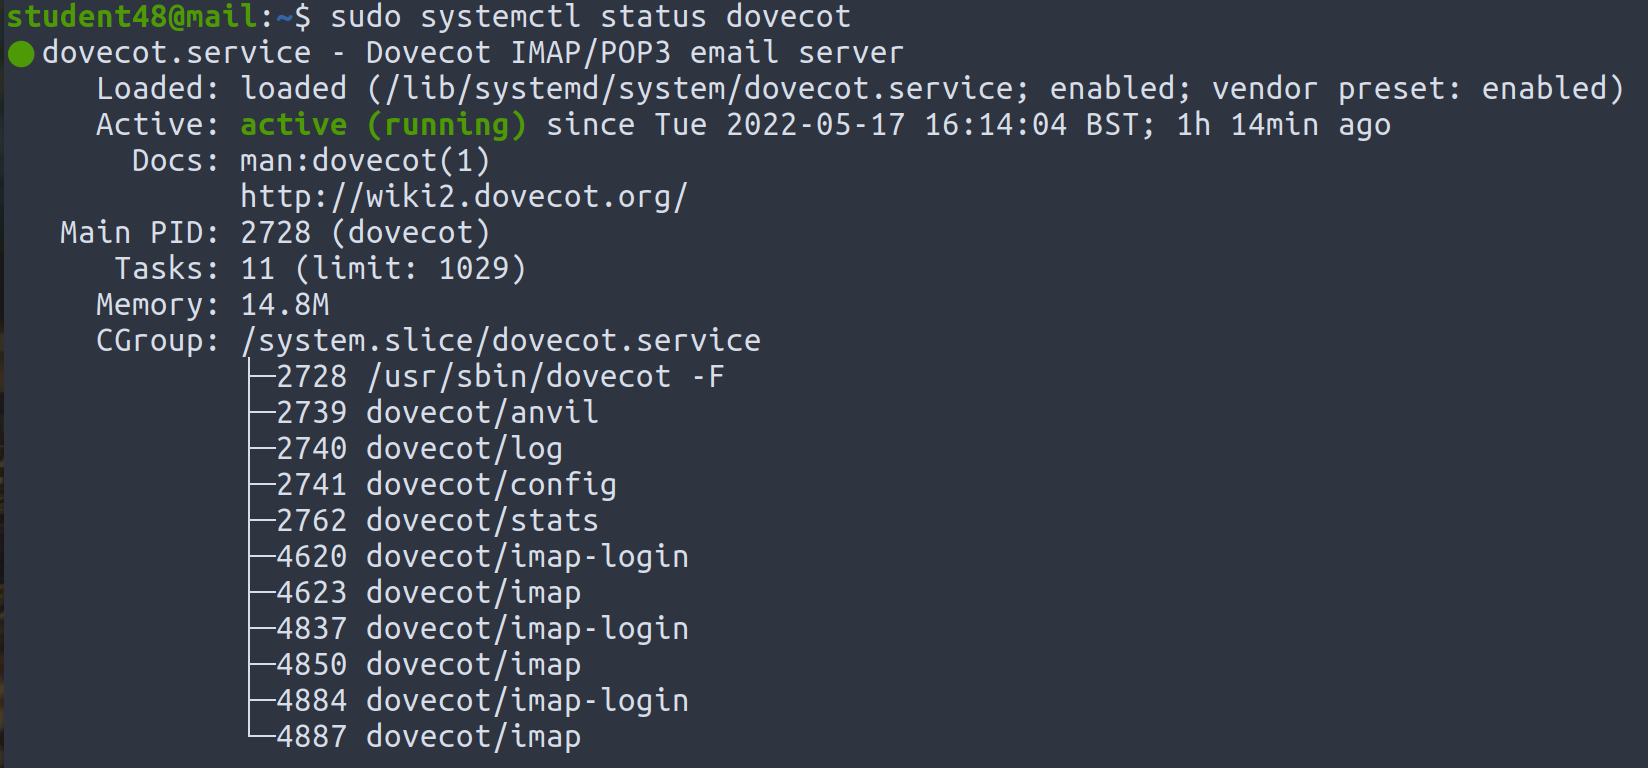 student48@mail:~$ sudo systemctl status dovecot
● dovecot.service - Dovecot IMAP/POP3 email server
     Loaded: loaded (/lib/systemd/system/dovecot.service; enabled; vendor preset: enabled)
     Active: active (running) since Tue 2022-05-17 16:14:04 BST; 1h 14min ago
       Docs: man:dovecot(1)
             http://wiki2.dovecot.org/
   Main PID: 2728 (dovecot)
      Tasks: 11 (limit: 1029)
     Memory: 14.8M
     CGroup: /system.slice/dovecot.service
             ├─2728 /usr/sbin/dovecot -F
             ├─2739 dovecot/anvil
             ├─2740 dovecot/log
             ├─2741 dovecot/config
             ├─2762 dovecot/stats
             ├─4620 dovecot/imap-login
             ├─4623 dovecot/imap
             ├─4837 dovecot/imap-login
             ├─4850 dovecot/imap
             ├─4884 dovecot/imap-login
             └─4887 dovecot/imap